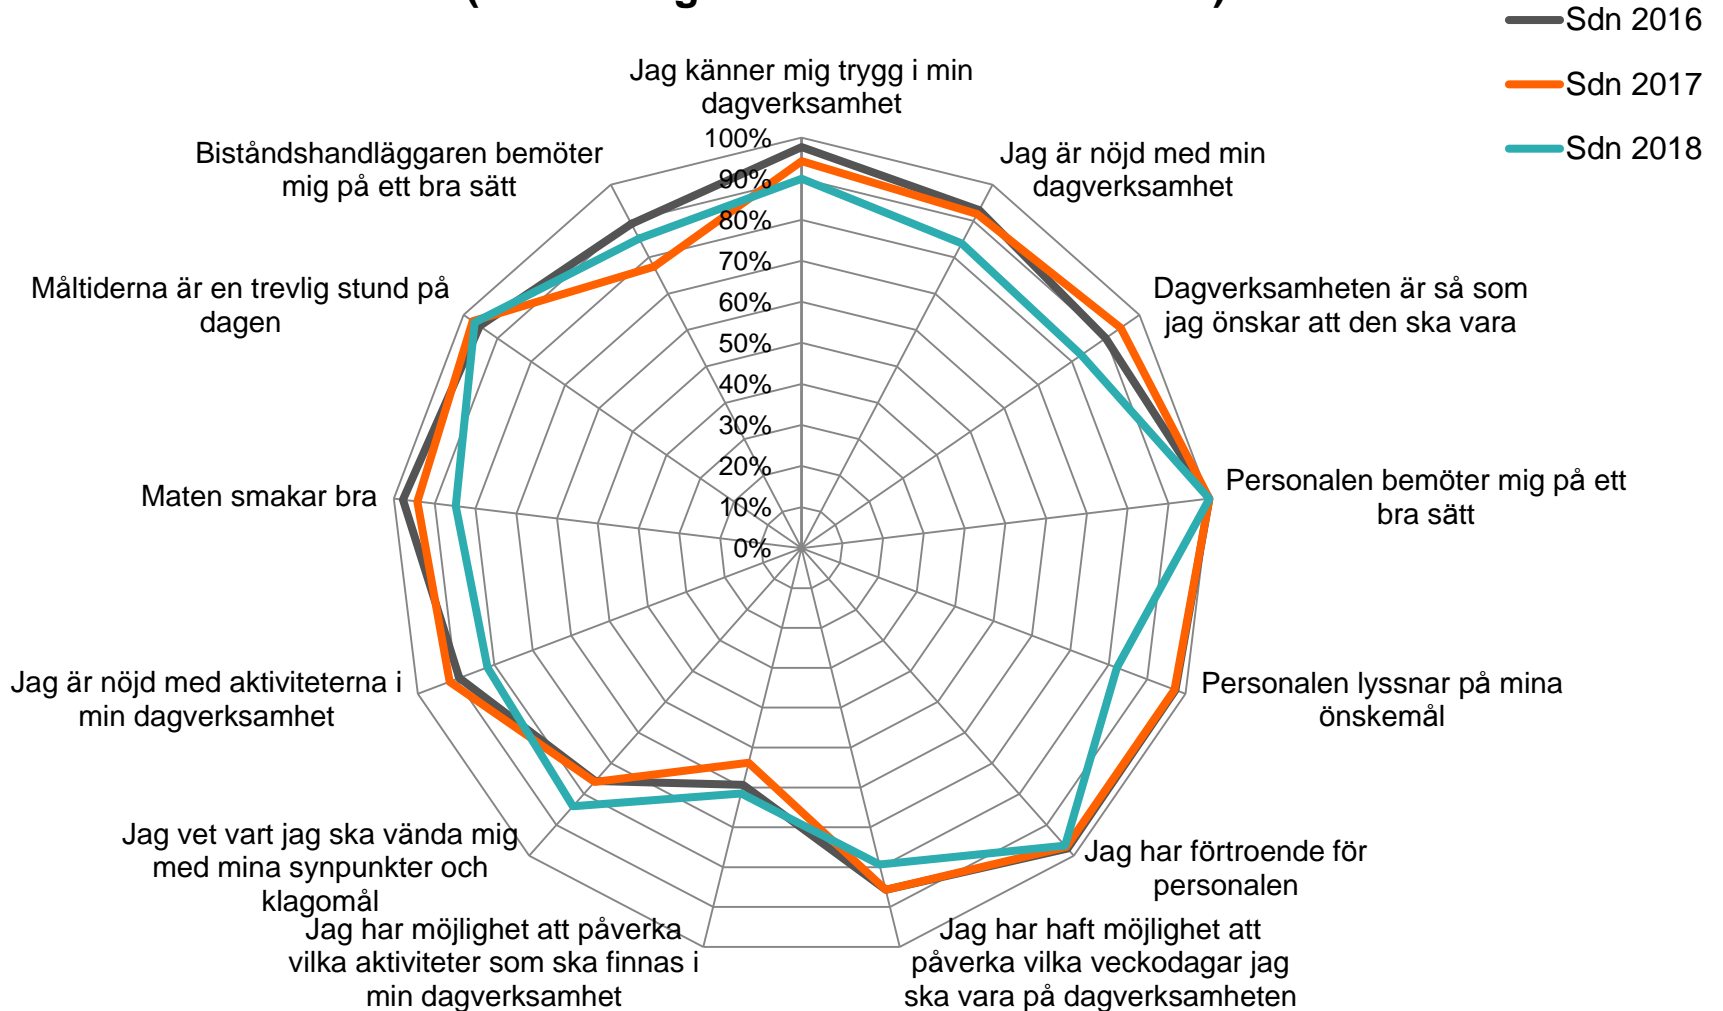 Sdn 2016
Sdn 2017
Sdn 2018
Jag känner mig trygg i min
dagverksamhet
Jag är nöjd med min
dagverksamhet
Dagverksamheten är så som
jag önskar att den ska vara
Personalen bemöter mig på ett
bra sätt
Personalen lyssnar på mina
önskemål
Jag har förtroende för
personalen
Jag har haft möjlighet att
påverka vilka veckodagar jag
ska vara på dagverksamheten
Jag har möjlighet att påverka
vilka aktiviteter som ska finnas i
min dagverksamhet
Jag vet vart jag ska vända mig
med mina synpunkter och
klagomål
Jag är nöjd med aktiviteterna i
min dagverksamhet
Maten smakar bra
Måltiderna är en trevlig stund på
dagen
Biståndshandläggaren bemöter
mig på ett bra sätt
100%
90%
80%
70%
60%
50%
40%
30%
20%
10%
0%